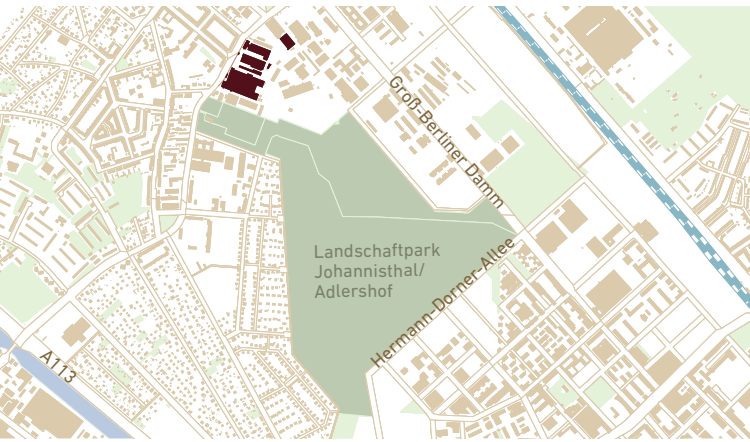 Groß-Berliner Damm
Landschaftpark
Johannisthal/
Adlershof
Hermann-Dorner-Allee
A113